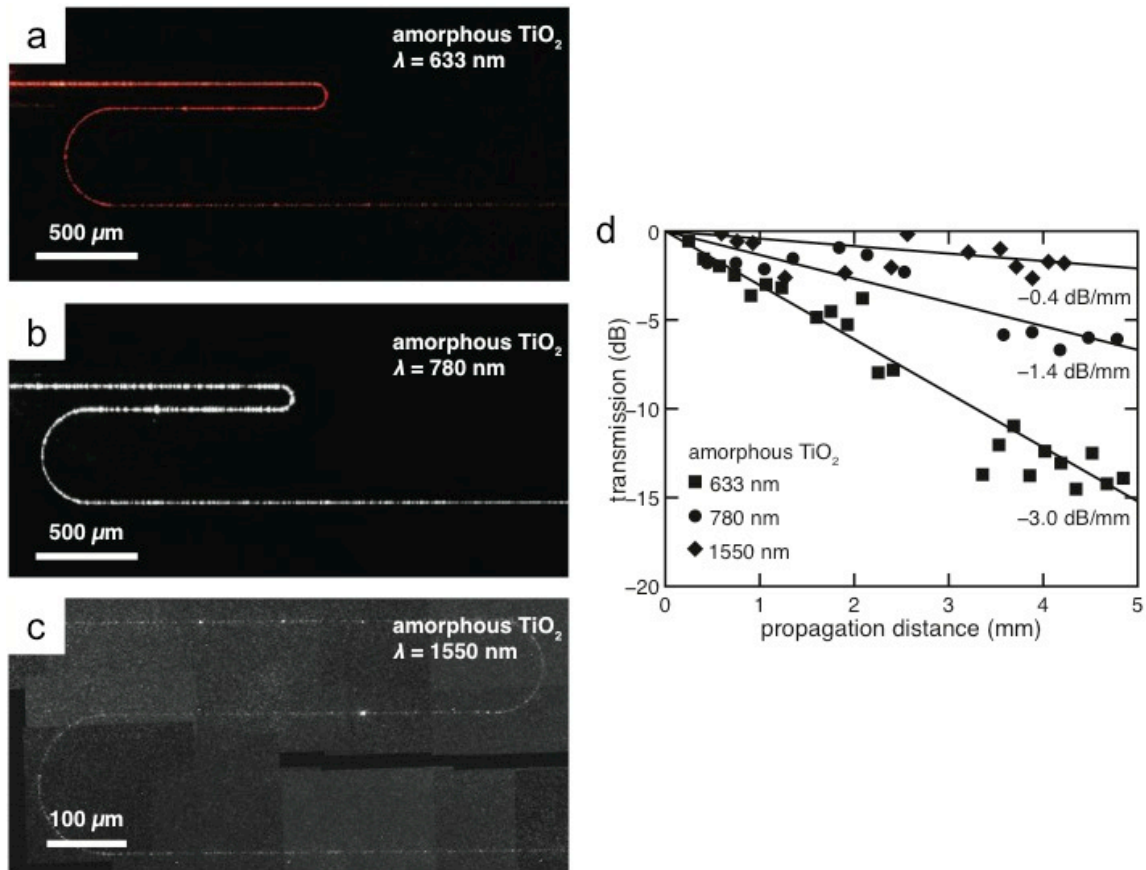 a
amorphous TiO₂
λ = 633 nm
500 μm
b
amorphous TiO₂
λ = 780 nm
500 μm
c
amorphous TiO₂
λ = 1550 nm
100 μm
d
0
−5
−10
−15
−20
transmission (dB)
−0.4 dB/mm
−1.4 dB/mm
−3.0 dB/mm
amorphous TiO₂
633 nm
780 nm
1550 nm
0 1 2 3 4 5
propagation distance (mm)